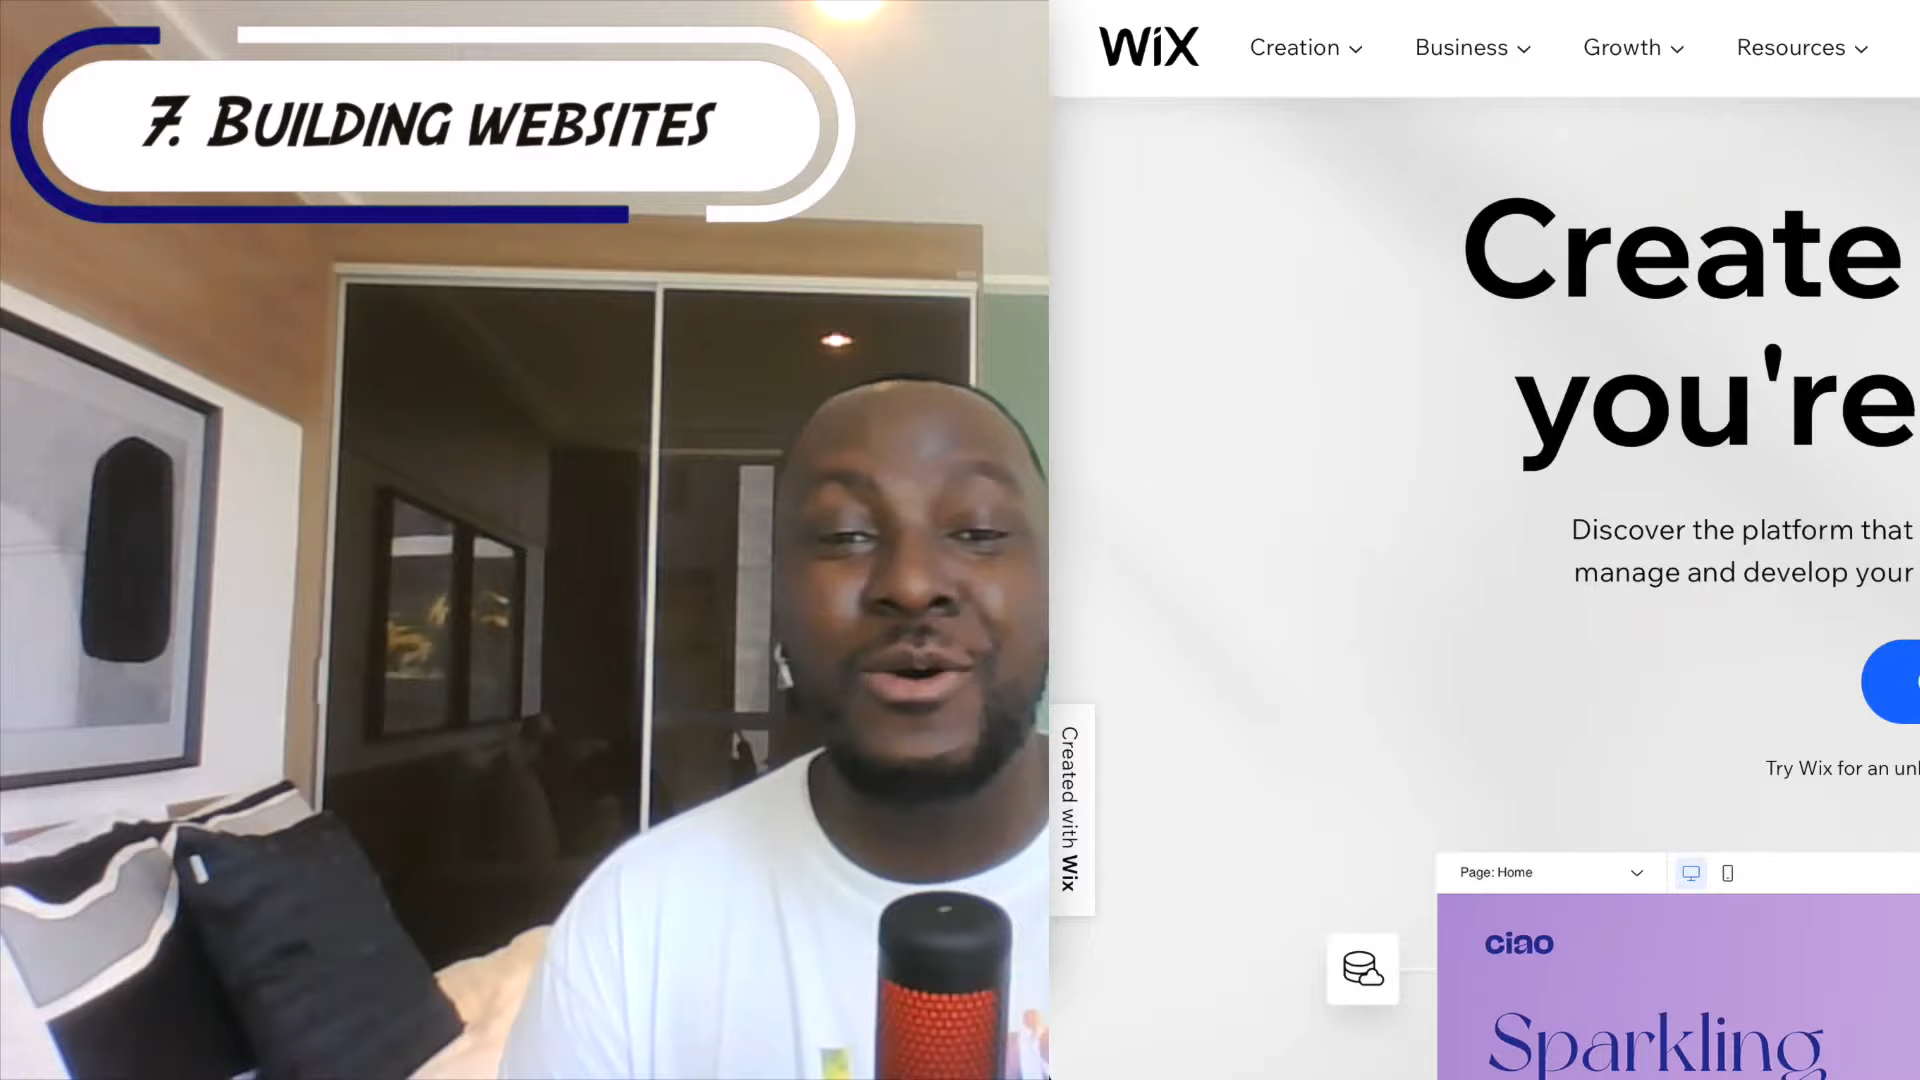 7. Building websites
WiX
Creation
Business
Growth
Resources
Create
you're
Discover the platform that
manage and develop your
Try Wix for an
Created with Wix
Page: Home
ciao
Sparkling